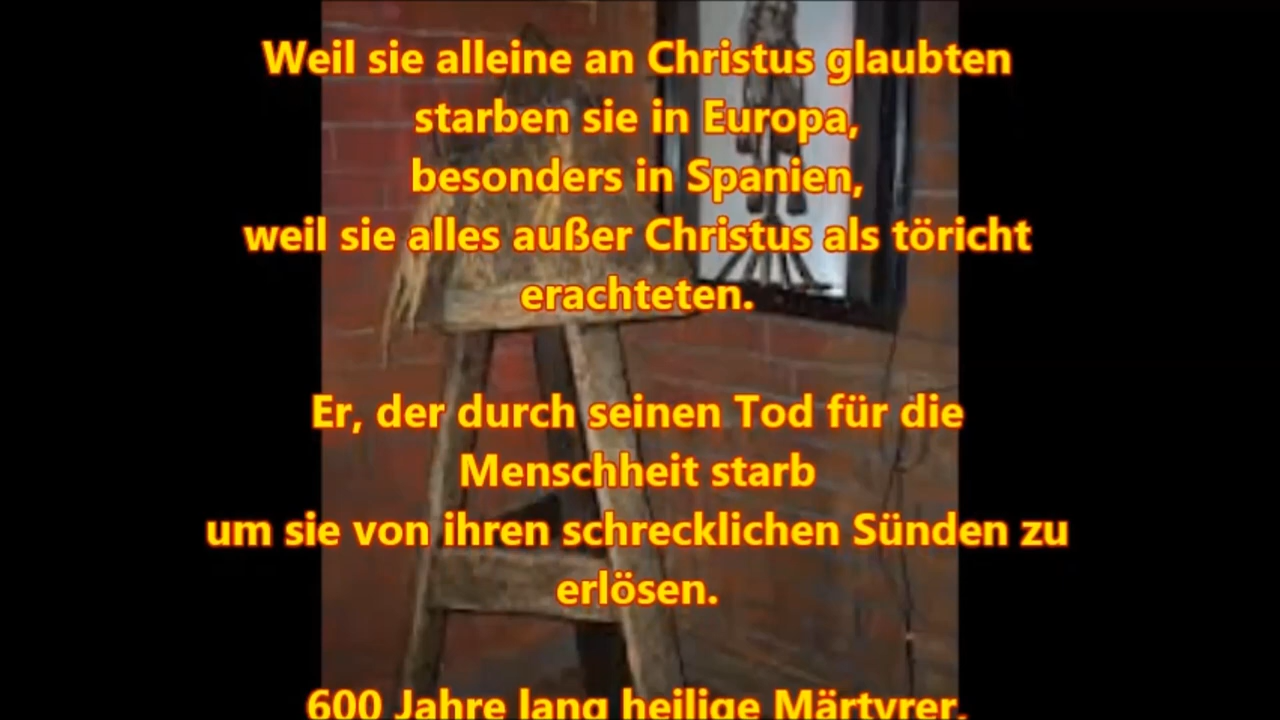 Weil sie alleine an Christus glaubten
starben sie in Europa,
besonders in Spanien,
weil sie alles außer Christus als töricht
erachteten.
Er, der durch seinen Tod für die
Menschheit starb
um sie von ihren schrecklichen Sünden zu
erlösen.
600 Jahre lang heilige Märtyrer,